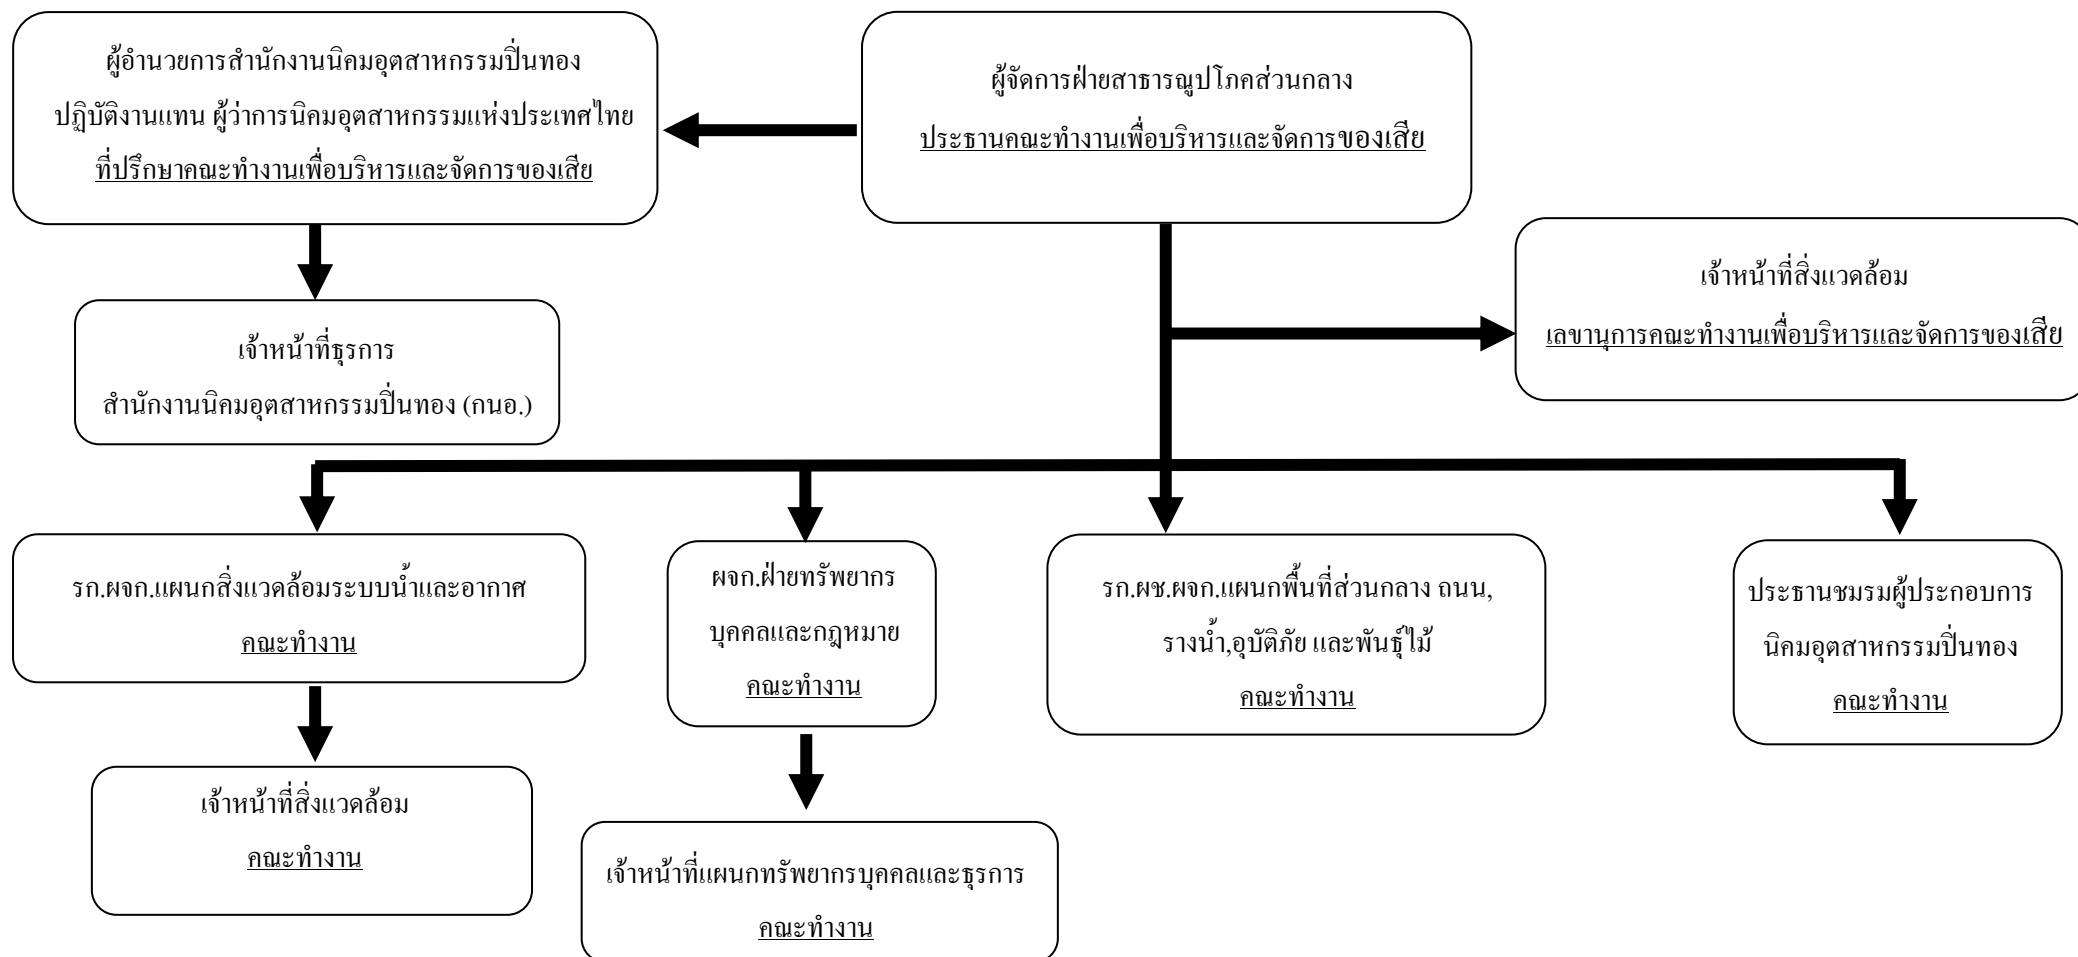 ผู้อำนวยการสำนักงานนิคมอุตสาหกรรมปิ่นทอง
ปฏิบัติงานแทน ผู้ว่าการนิคมอุตสาหกรรมแห่งประเทศไทย
ที่ปรึกษาคณะทำงานเพื่อบริหารและจัดการของเสีย
ผู้จัดการฝ่ายสาธารณูปโภคส่วนกลาง
ประธานคณะทำงานเพื่อบริหารและจัดการของเสีย
เจ้าหน้าที่สิ่งแวดล้อม
เลขานุการคณะทำงานเพื่อบริหารและจัดการของเสีย
เจ้าหน้าที่ธุรการ
สำนักงานนิคมอุตสาหกรรมปิ่นทอง (กนอ.)
รก.ผจก.แผนกสิ่งแวดล้อมระบบน้ำและอากาศ
คณะทำงาน
ผจก.ฝ่ายทรัพยากร
บุคคลและกฎหมาย
คณะทำงาน
รก.ผช.ผจก.แผนกพื้นที่ส่วนกลาง ถนน,
รางน้ำ,อุบัติภัย และพันธุ์ไม้
คณะทำงาน
ประธานชมรมผู้ประกอบการ
นิคมอุตสาหกรรมปิ่นทอง
คณะทำงาน
เจ้าหน้าที่สิ่งแวดล้อม
คณะทำงาน
เจ้าหน้าที่แผนกทรัพยากรบุคคลและธุรการ
คณะทำงาน